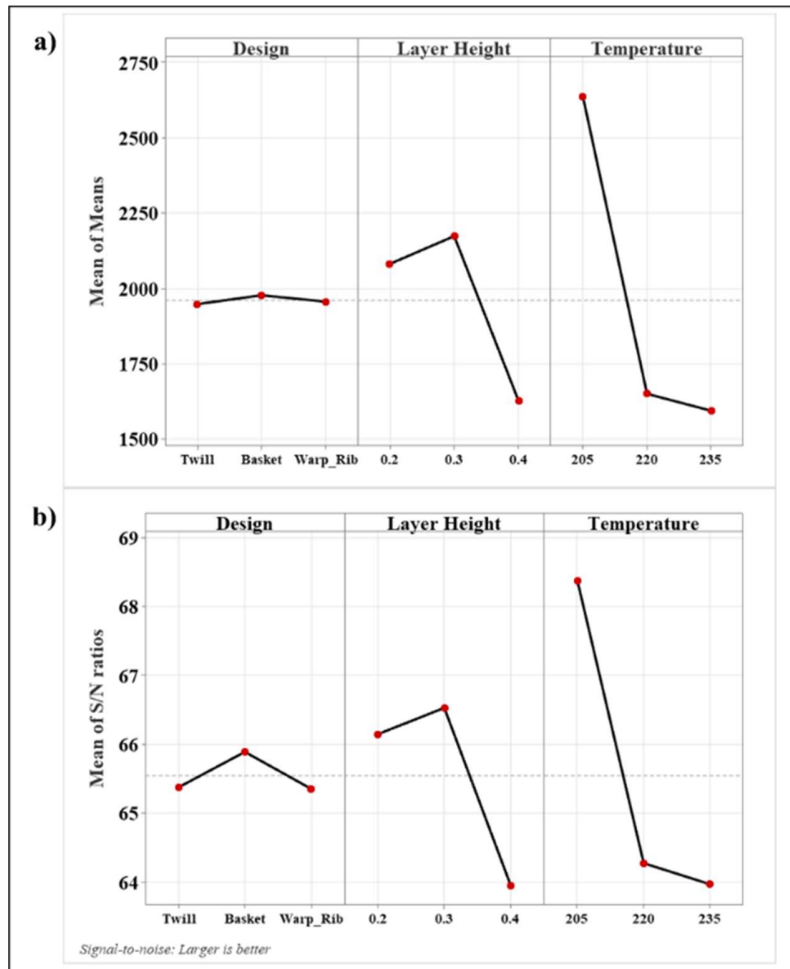 a)
Design Layer Height Temperature
2750
2500
2250
2000
1750
1500
Mean of Means
Twill Basket Warp_Rib 0.2 0.3 0.4 205 220 235
b)
Design Layer Height Temperature
69
68
67
66
65
64
Mean of S/N ratios
Twill Basket Warp_Rib 0.2 0.3 0.4 205 220 235
Signal-to-noise: Larger is better